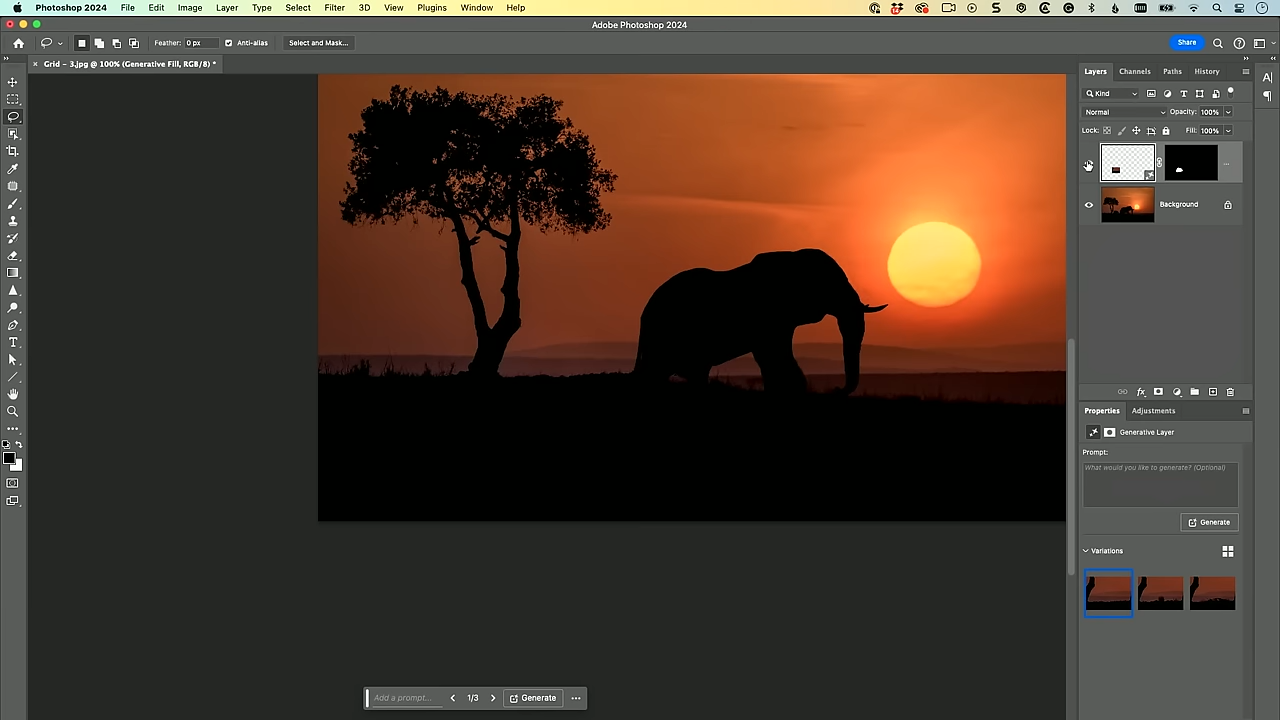 Photoshop 2024 File Edit Image Layer Type Select Filter 3D View Plugins Window Help
Adobe Photoshop 2024
Feather: 0 px Anti-alias Select and Mask... Share
× Grid – 3.jpg @ 100% (Generative Fill, RGB/8) *
Layers Channels Paths History
Kind
Normal Opacity: 100%
Lock: Fill: 100%
Background
Properties Adjustments
Generative Layer
Prompt:
What would you like to generate? (Optional)
Generate
Variations
Add a prompt... 1/3 Generate